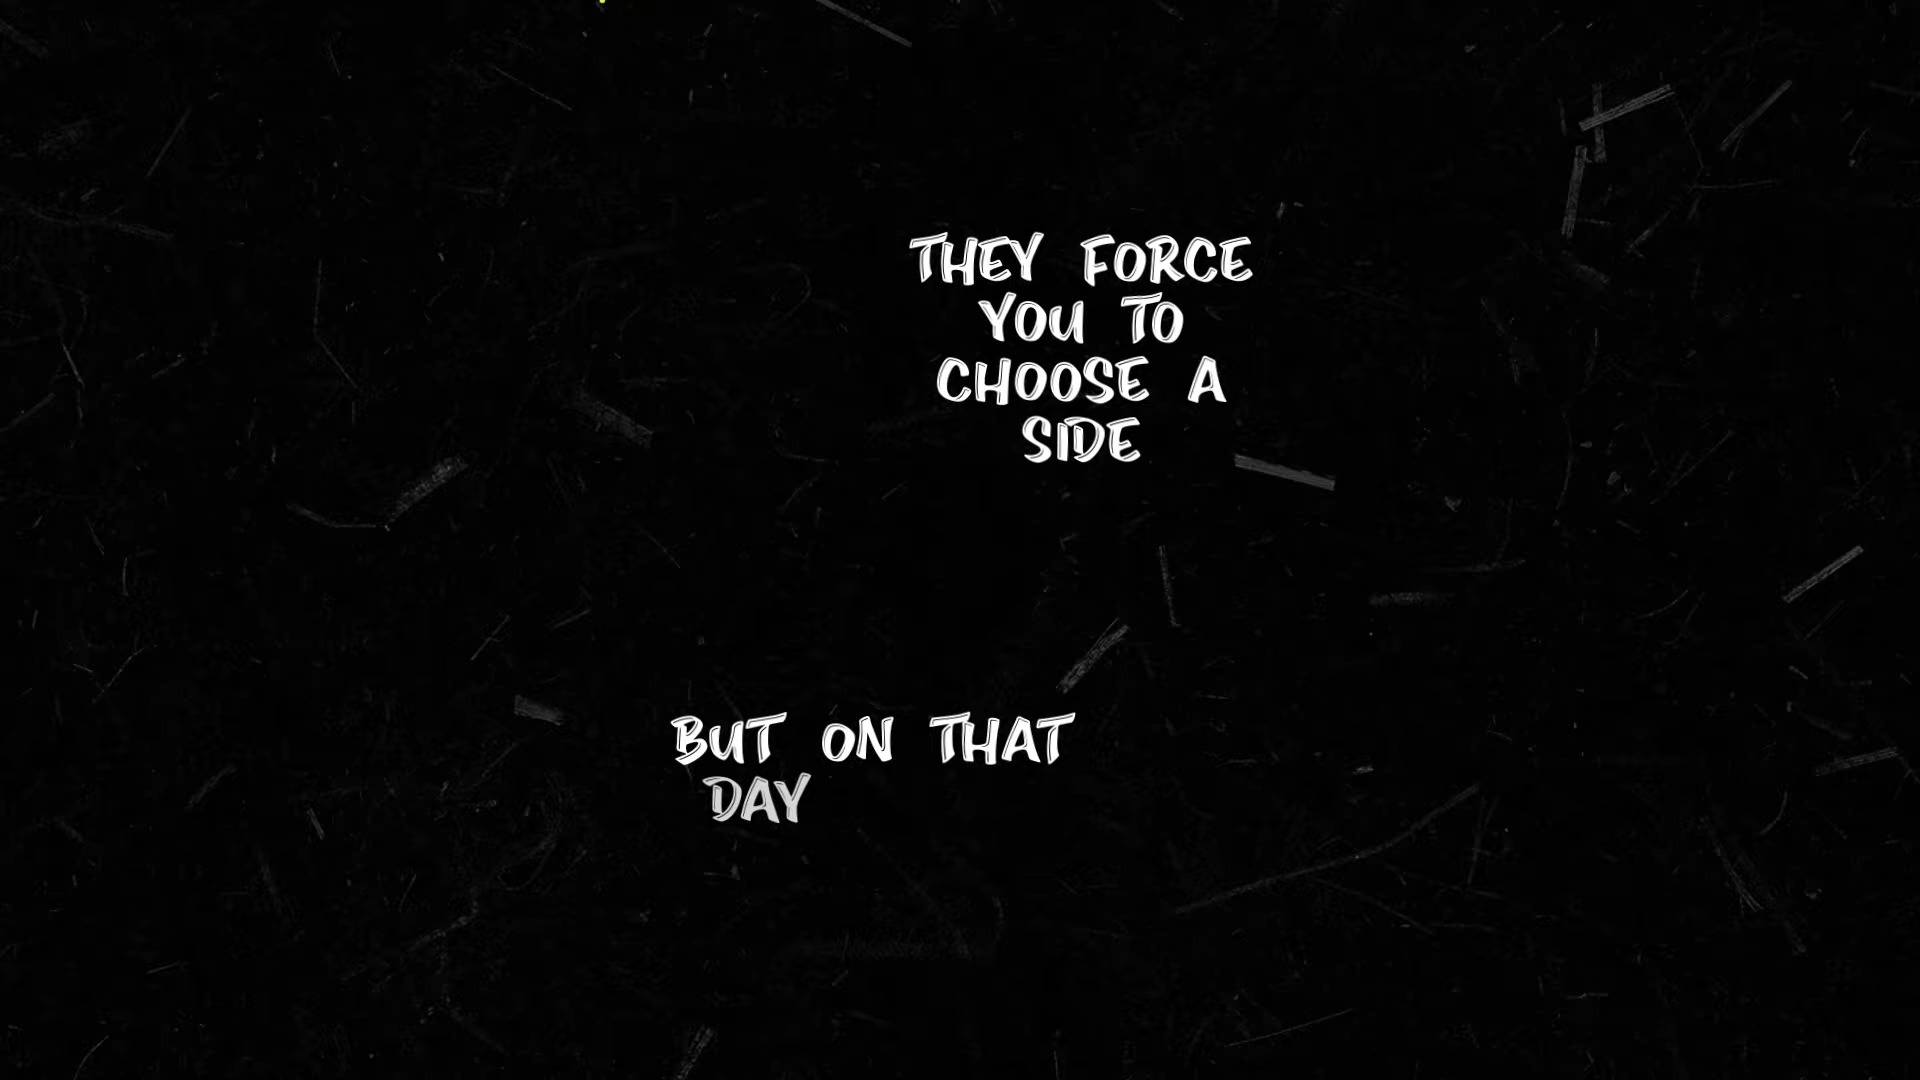 THEY FORCE
YOU TO
CHOOSE A
SIDE
BUT ON THAT
DAY